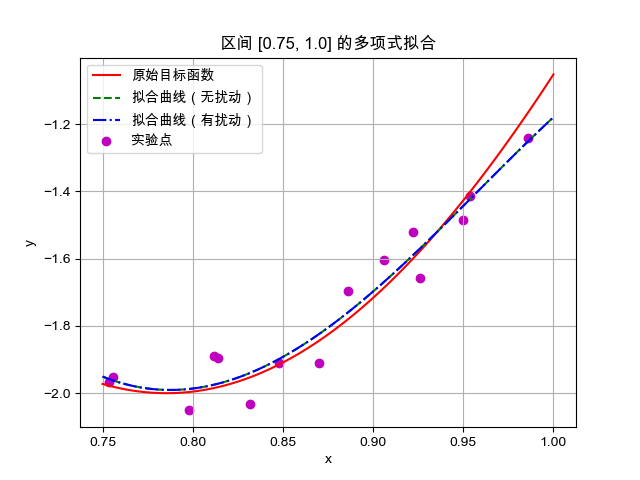 区间 [0.75, 1.0] 的多项式拟合
原始目标函数
拟合曲线（无扰动）
拟合曲线（有扰动）
实验点
−1.2
−1.4
−1.6
−1.8
−2.0
y
0.75
0.80
0.85
0.90
0.95
1.00
x